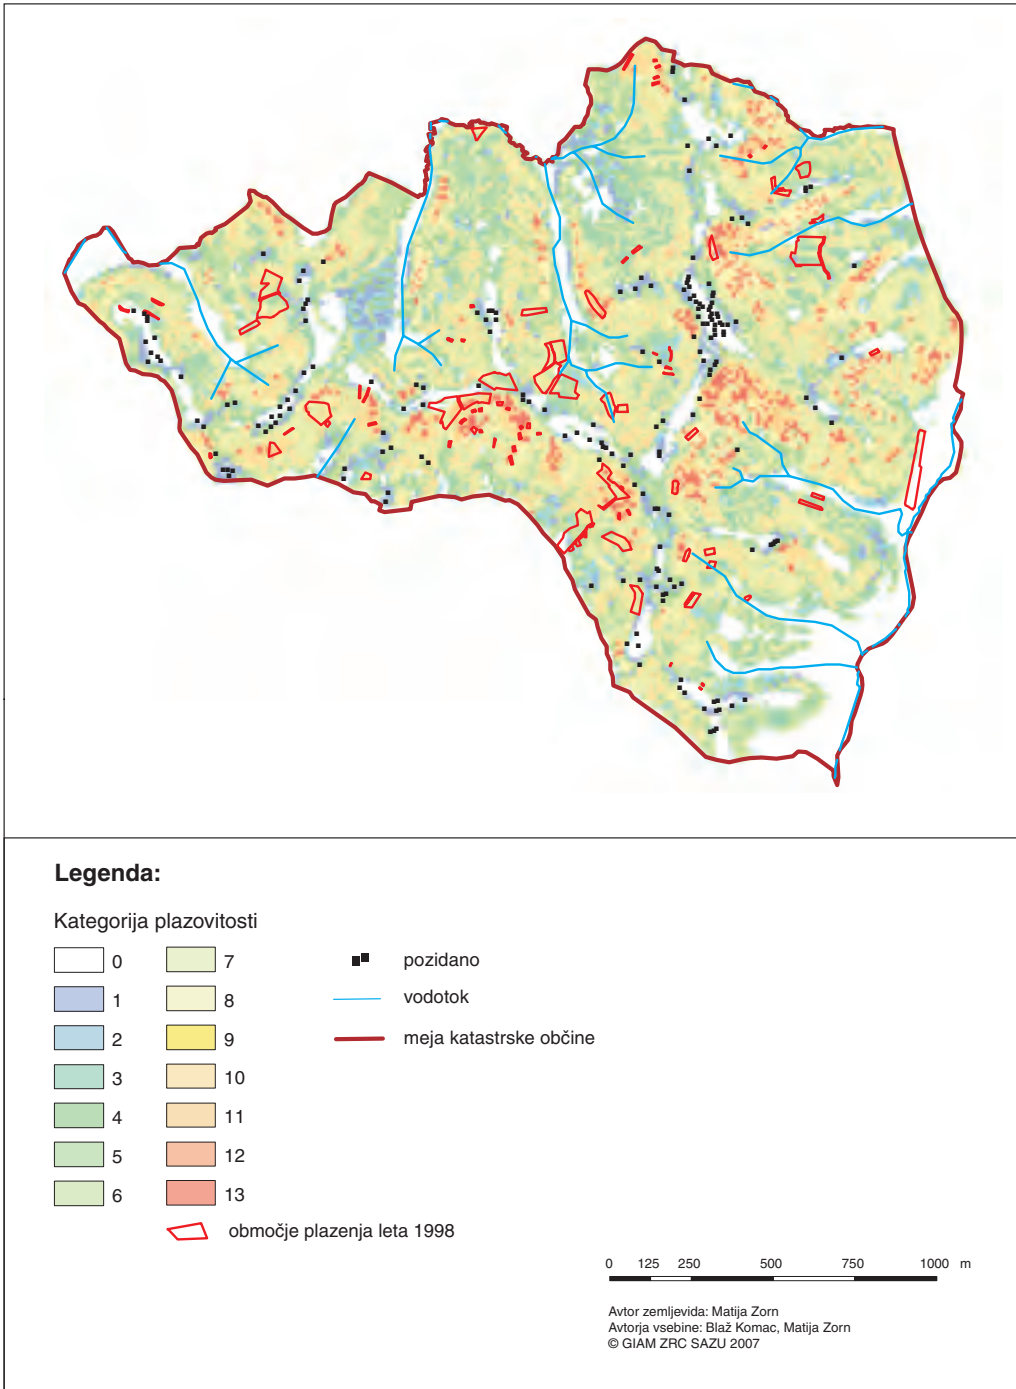 Legenda:
Kategorija plazovitosti
0
1
2
3
4
5
6
7
8
9
10
11
12
13
območje plazenja leta 1998
pozidano
vodotok
meja katastrske občine
0 125 250 500 750 1000 m
Avtor zemljevida: Matija Zorn
Avtorja vsebine: Blaž Komac, Matija Zorn
© GIAM ZRC SAZU 2007